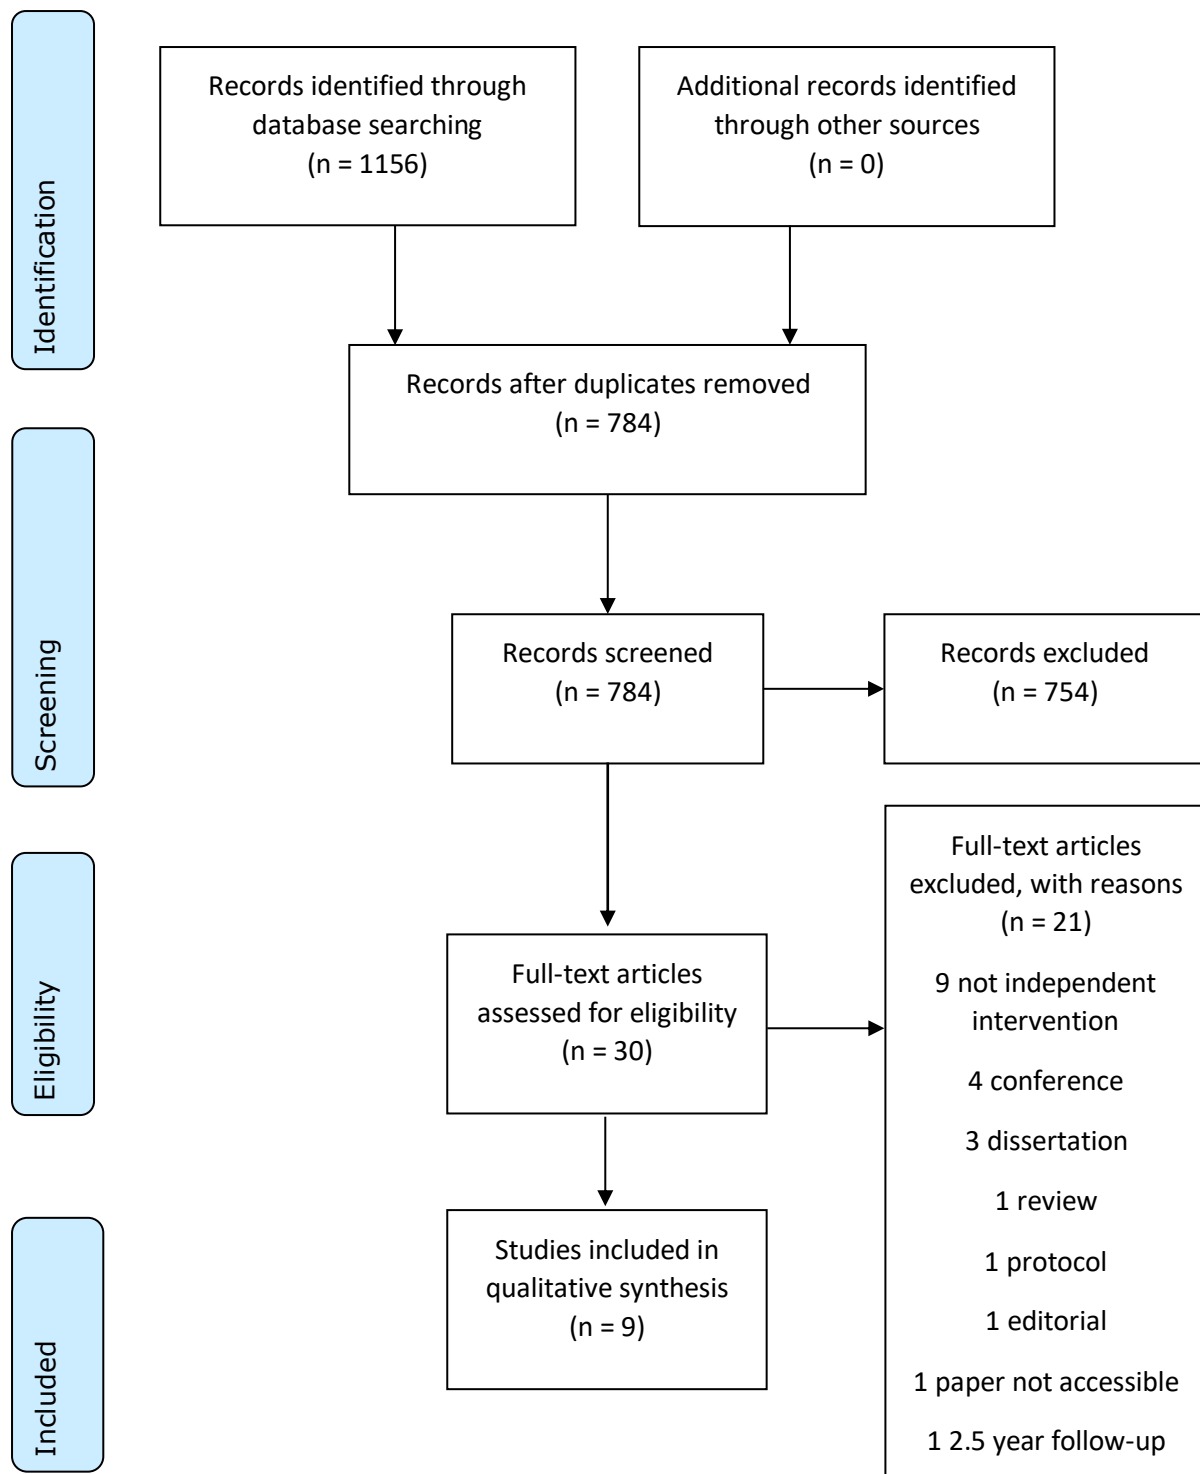 Identification
Records identified through
database searching
(n = 1156)
Additional records identified
through other sources
(n = 0)
Records after duplicates removed
(n = 784)
Screening
Records screened
(n = 784)
Records excluded
(n = 754)
Eligibility
Full-text articles
assessed for eligibility
(n = 30)
Full-text articles
excluded, with reasons
(n = 21)
9 not independent
intervention
4 conference
3 dissertation
1 review
1 protocol
1 editorial
1 paper not accessible
1 2.5 year follow-up
Included
Studies included in
qualitative synthesis
(n = 9)